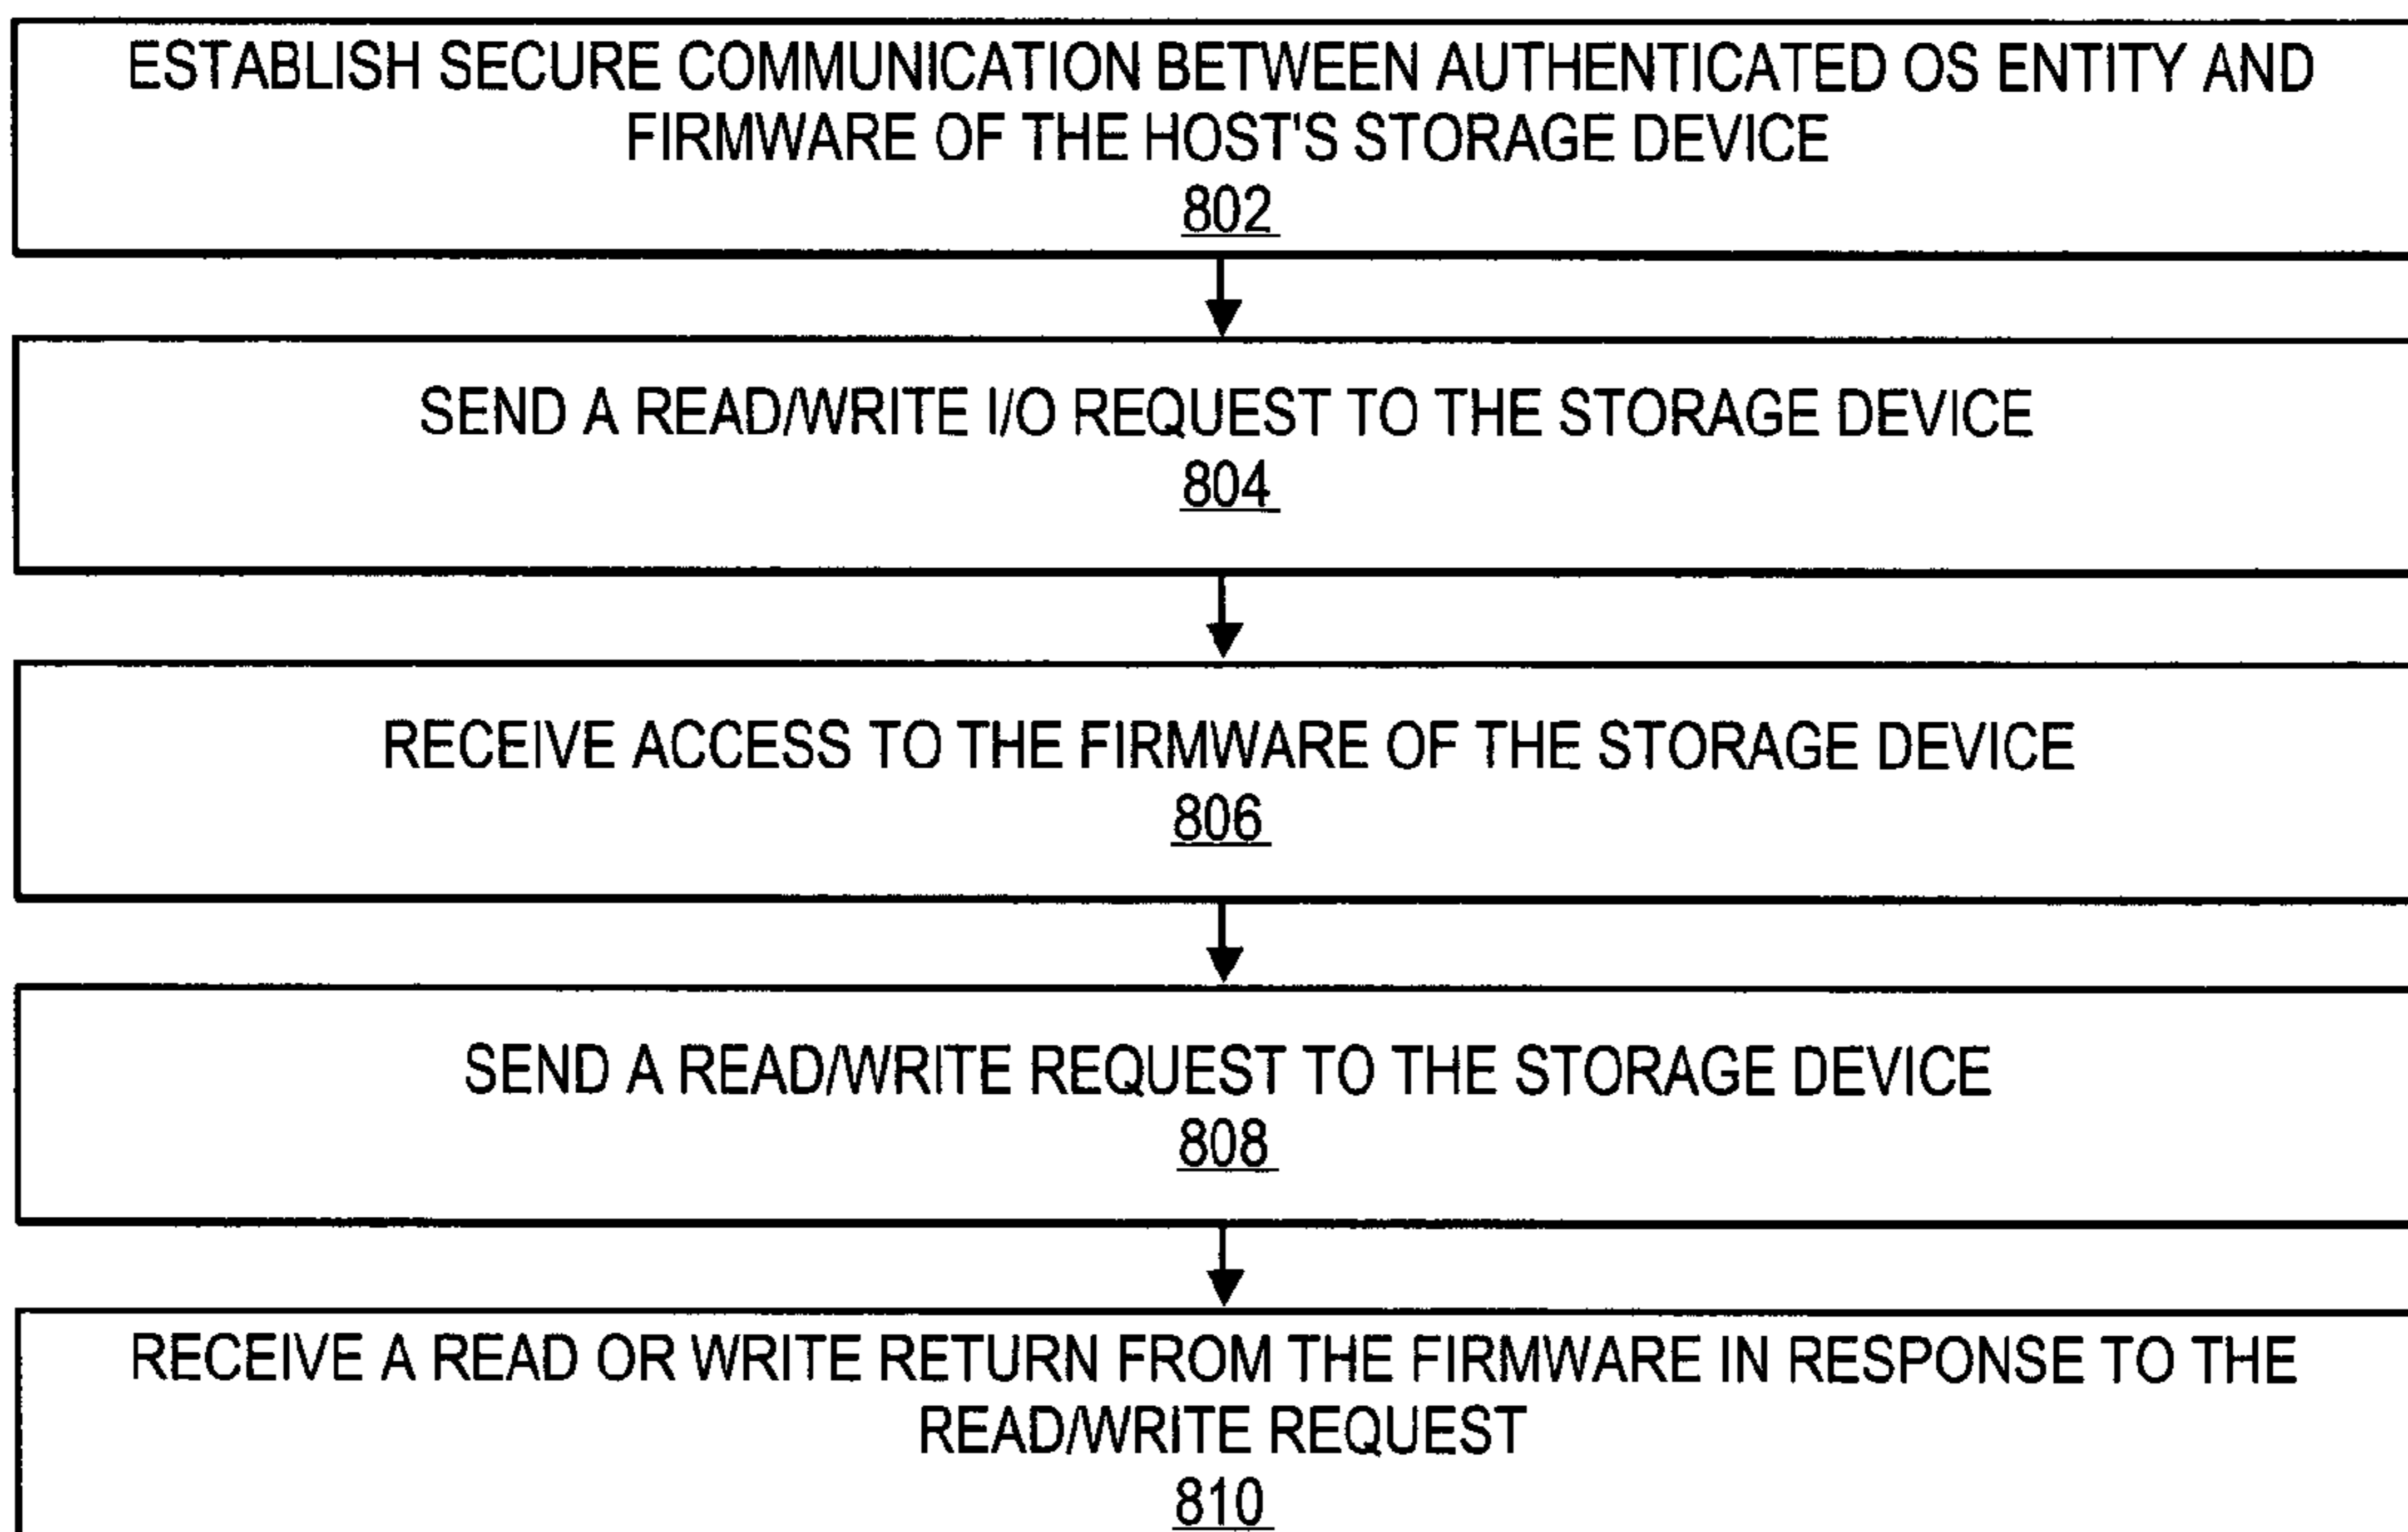 ESTABLISH SECURE COMMUNICATION BETWEEN AUTHENTICATED OS ENTITY AND
FIRMWARE OF THE HOST'S STORAGE DEVICE
802
SEND A READ/WRITE I/O REQUEST TO THE STORAGE DEVICE
804
RECEIVE ACCESS TO THE FIRMWARE OF THE STORAGE DEVICE
806
SEND A READ/WRITE REQUEST TO THE STORAGE DEVICE
808
RECEIVE A READ OR WRITE RETURN FROM THE FIRMWARE IN RESPONSE TO THE
READ/WRITE REQUEST
810